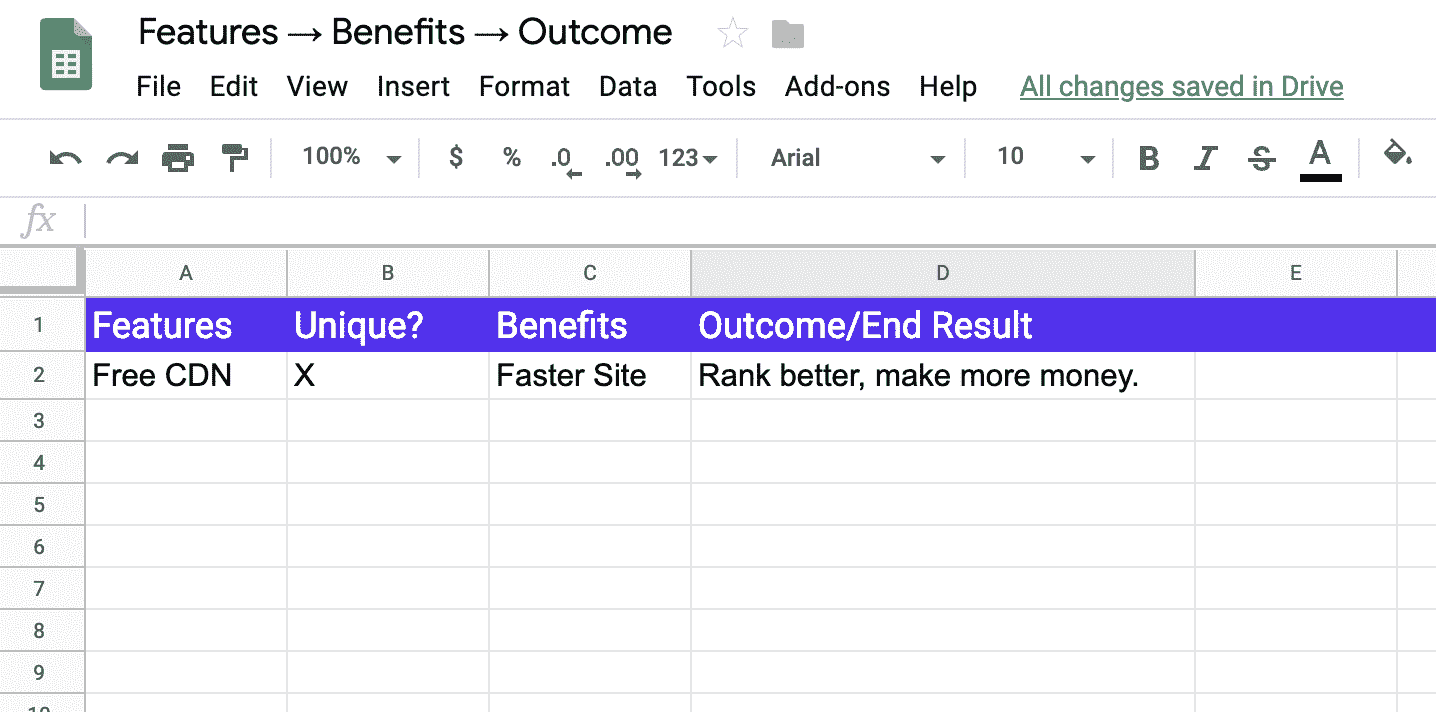 Features → Benefits → Outcome
File Edit View Insert Format Data Tools Add-ons Help All changes saved in Drive
100% $ % .0 .00 123 Arial 10 B I S A
fx
A B C D E
1 Features Unique? Benefits Outcome/End Result
2 Free CDN X Faster Site Rank better, make more money.
3
4
5
6
7
8
9
10